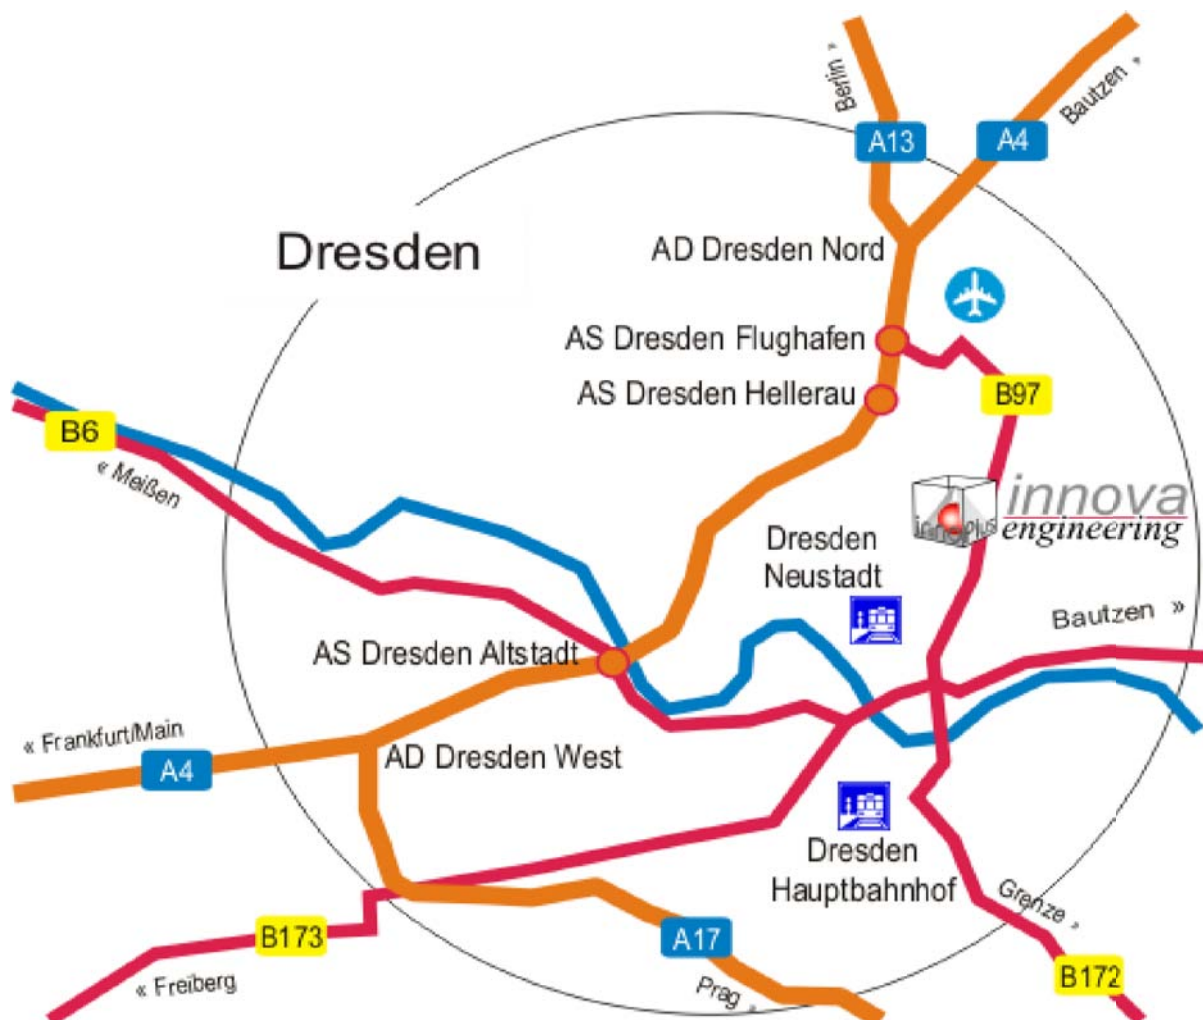 Berlin »
Bautzen »
A13
A4
Dresden
AD Dresden Nord
AS Dresden Flughafen
AS Dresden Hellerau
B97
B6
« Meißen
innoplus
innova
engineering
Dresden
Neustadt
Bautzen »
AS Dresden Altstadt
« Frankfurt/Main
A4
AD Dresden West
Dresden
Hauptbahnhof
Grenze »
B173
A17
« Freiberg
Prag »
B172